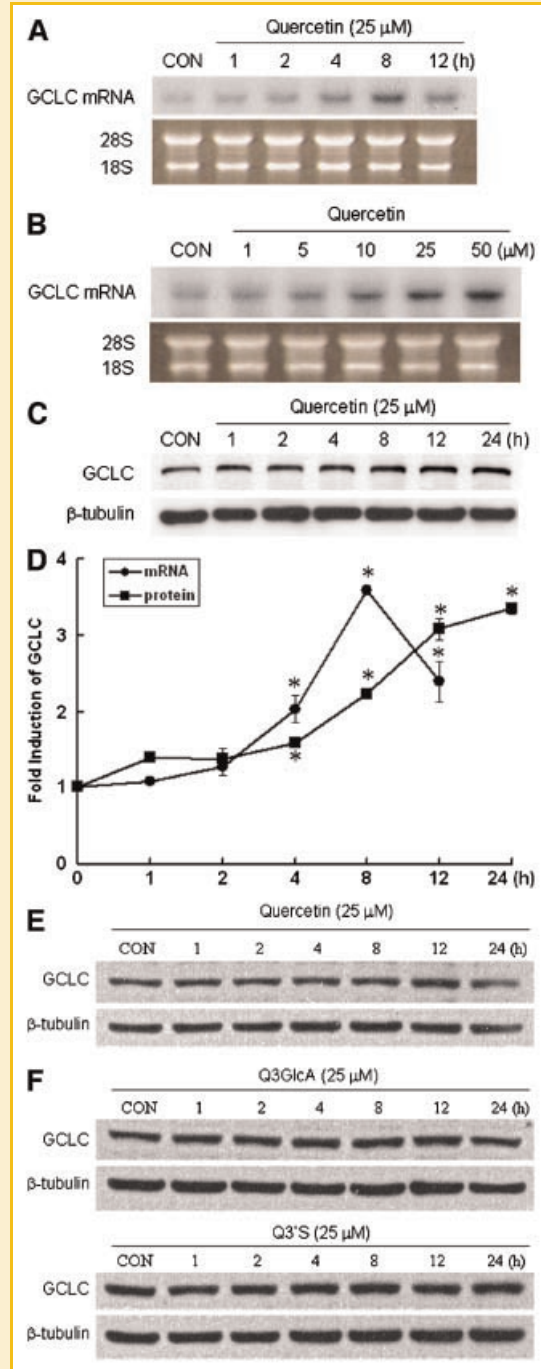 A
Quercetin (25 μM)
CON 1 2 4 8 12 (h)
GCLC mRNA
28S
18S
B
Quercetin
CON 1 5 10 25 50 (μM)
GCLC mRNA
28S
18S
C
Quercetin (25 μM)
CON 1 2 4 8 12 24 (h)
GCLC
β-tubulin
D
Fold Induction of GCLC
4
3
2
1
0
mRNA
protein
* * * * * * *
0 1 2 4 8 12 24 (h)
E
Quercetin (25 μM)
CON 1 2 4 8 12 24 (h)
GCLC
β-tubulin
F
Q3GlcA (25 μM)
CON 1 2 4 8 12 24 (h)
GCLC
β-tubulin
Q3'S (25 μM)
CON 1 2 4 8 12 24 (h)
GCLC
β-tubulin